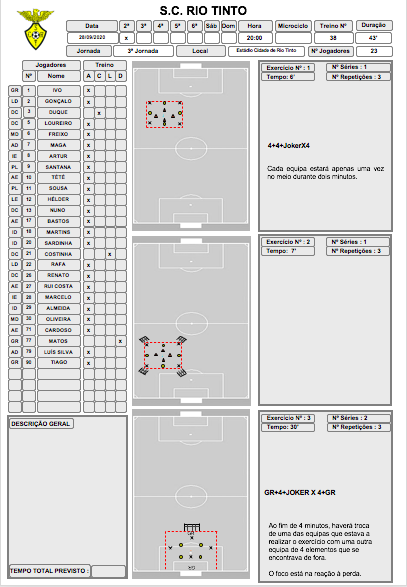 S.C. RIO TINTO
Data 2ª 3ª 4ª 5ª 6ª Sáb Dom Hora Microciclo Treino Nº Duração
28/09/2020 x 20:00 38 43'
Jornada 3ª Jornada Local Estádio Cidade de Rio Tinto Nº Jogadores 23
Jogadores Treino
Nº Nome A C L D
GR 1 IVO x
LD 2 GONÇALO x
DC 3 DUQUE x
DC 5 LOUREIRO x
MD 6 FREIXO x
AD 7 MAGA x
IE 8 ARTUR x
PL 9 SANTANA x
AE 10 TÉTÉ x
PL 11 SOUSA x
LE 12 HÉLDER x
DC 13 NUNO x
AE 17 BASTOS x
ID 18 MARTINS x
ID 20 SARDINHA x
DC 21 COSTINHA x
LD 22 RAFA x
DC 26 RENATO x
AE 27 RUI COSTA x
IE 28 MARCELO x
ID 29 ALMEIDA x
MD 30 OLIVEIRA x
AE 71 CARDOSO x
GR 77 MATOS x
AD 79 LUÍS SILVA x
GR 90 TIAGO x
DESCRIÇÃO GERAL
TEMPO TOTAL PREVISTO :
Exercício Nº : 1 Nº Séries : 1
Tempo: 6' Nº Repetições : 3
4+4+JokerX4
Cada equipa estará apenas uma vez
no meio durante dois minutos.
Exercício Nº : 2 Nº Séries : 1
Tempo: 7' Nº Repetições : 3
Exercício Nº : 3 Nº Séries : 2
Tempo: 30' Nº Repetições : 3
GR+4+JOKER X 4+GR
Ao fim de 4 minutos, haverá troca
de uma das equipas que estava a
realizar o exercício com uma outra
equipa de 4 elementos que se
encontrava de fora.
O foco está na reação à perda.
GR